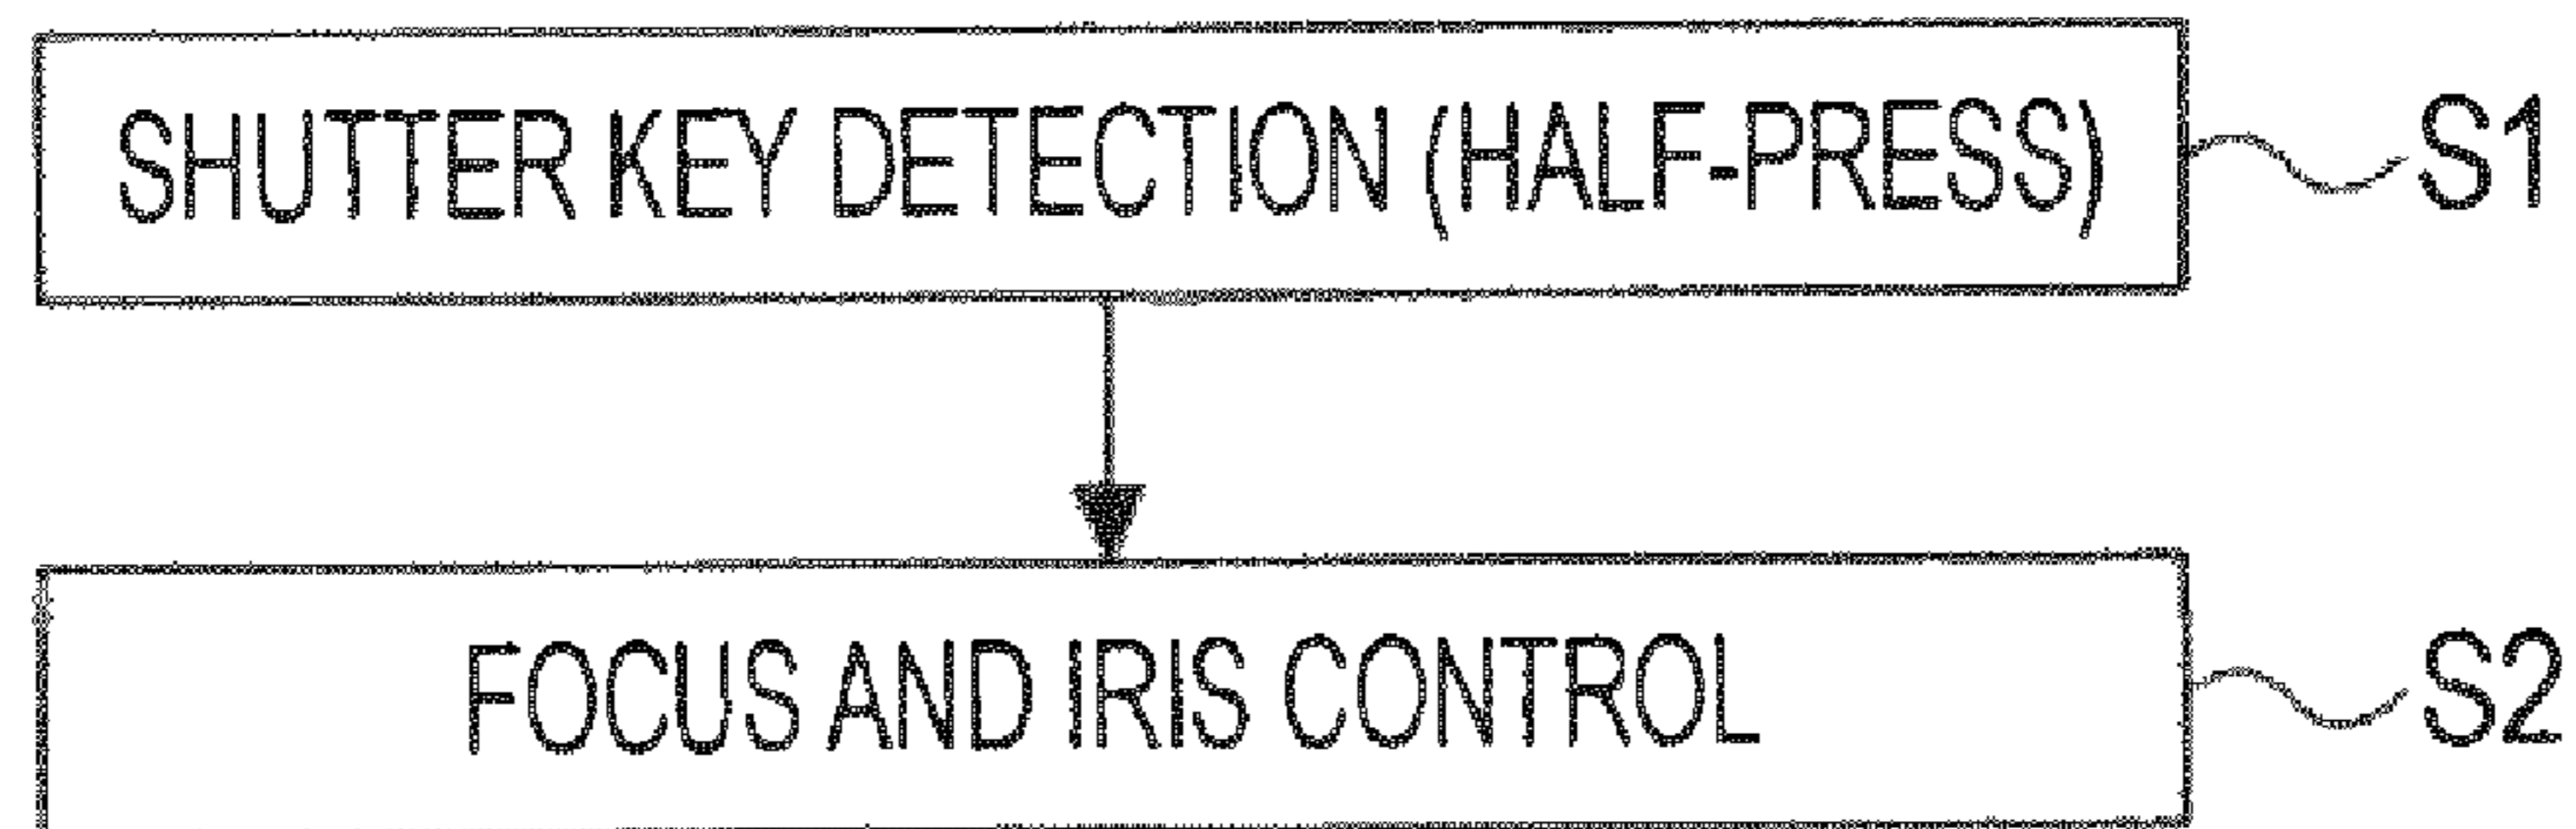 SHUTTER KEY DETECTION (HALF-PRESS) S1
FOCUS AND IRIS CONTROL S2